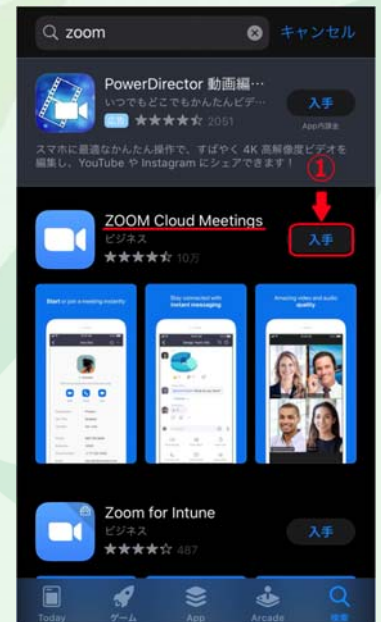 zoom
キャンセル
PowerDirector 動画編…
いつでもどこでもかんたんビデ…
広告 2051
入手
App内課金
スマホに最適なかんたん操作で、すばやく 4K 高解像度ビデオを
編集し、YouTube や Instagram にシェアできます！
①
ZOOM Cloud Meetings
ビジネス
10万
入手
Start or join a meeting instantly
Stay connected with
instant messaging
Amazing video and audio
quality
Zoom for Intune
ビジネス
487
入手
Today
ゲーム
App
Arcade
検索